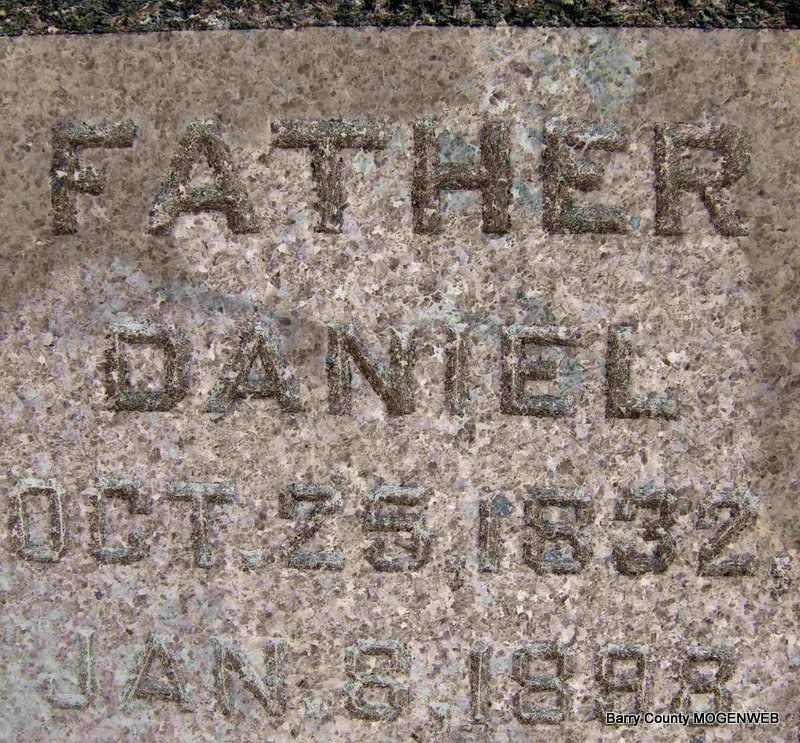 FATHER
DANIEL
OCT. 25, 1832,
JAN. 8, 1898
Barry County MOGENWEB